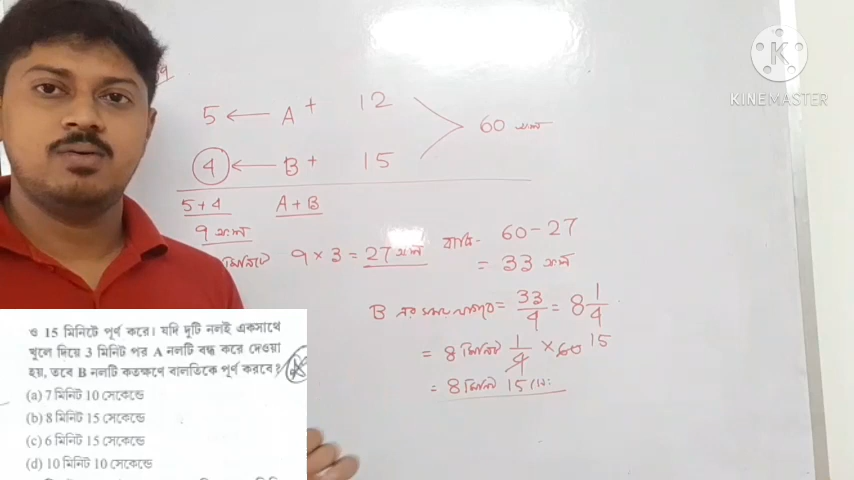 5 ← A + 12
60 অংশ
4 ← B + 15
5+4 A+B
9 অংশ
মিনিটে 9 × 3 = 27 অংশ বাকি - 60 - 27
= 33 অংশ
B এর সময় লাগবে = 33/4 = 8 1/4
= 8 মিনিট 1/4 × 60 15
= 8 মিনিট 15 সে:
KINEMASTER
ও 15 মিনিটে পূর্ণ করে। যদি দুটি নলই একসাথে
খুলে দিয়ে 3 মিনিট পর A নলটি বন্ধ করে দেওয়া
হয়, তবে B নলটি কতক্ষণে বালতিকে পূর্ণ করবে?
(a) 7 মিনিট 10 সেকেন্ডে
(b) 8 মিনিট 15 সেকেন্ডে
(c) 6 মিনিট 15 সেকেন্ডে
(d) 10 মিনিট 10 সেকেন্ডে